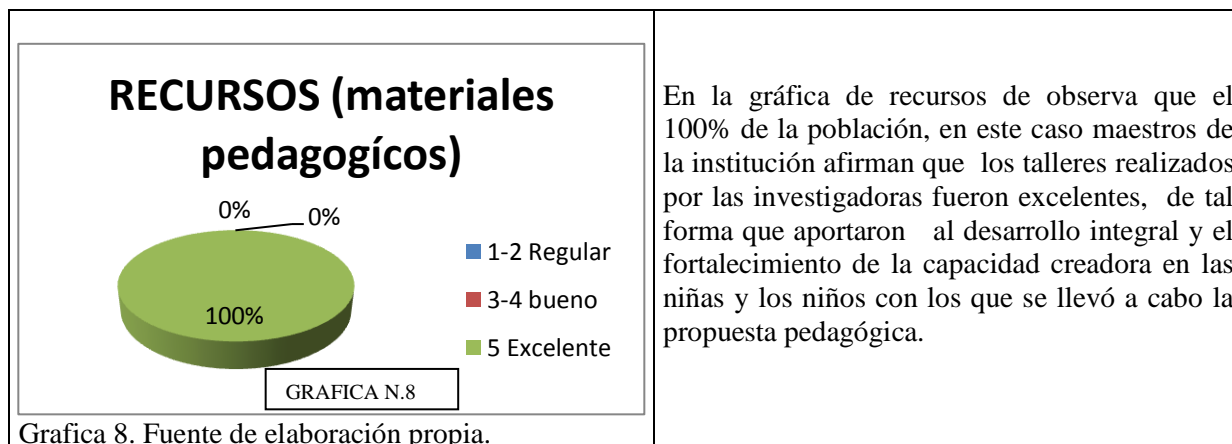 RECURSOS (materiales
pedagogícos)
0%
0%
100%
1-2 Regular
3-4 bueno
5 Excelente
GRAFICA N.8
Grafica 8. Fuente de elaboración propia.
En la gráfica de recursos de observa que el
100% de la población, en este caso maestros de
la institución afirman que los talleres realizados
por las investigadoras fueron excelentes, de tal
forma que aportaron al desarrollo integral y el
fortalecimiento de la capacidad creadora en las
niñas y los niños con los que se llevó a cabo la
propuesta pedagógica.